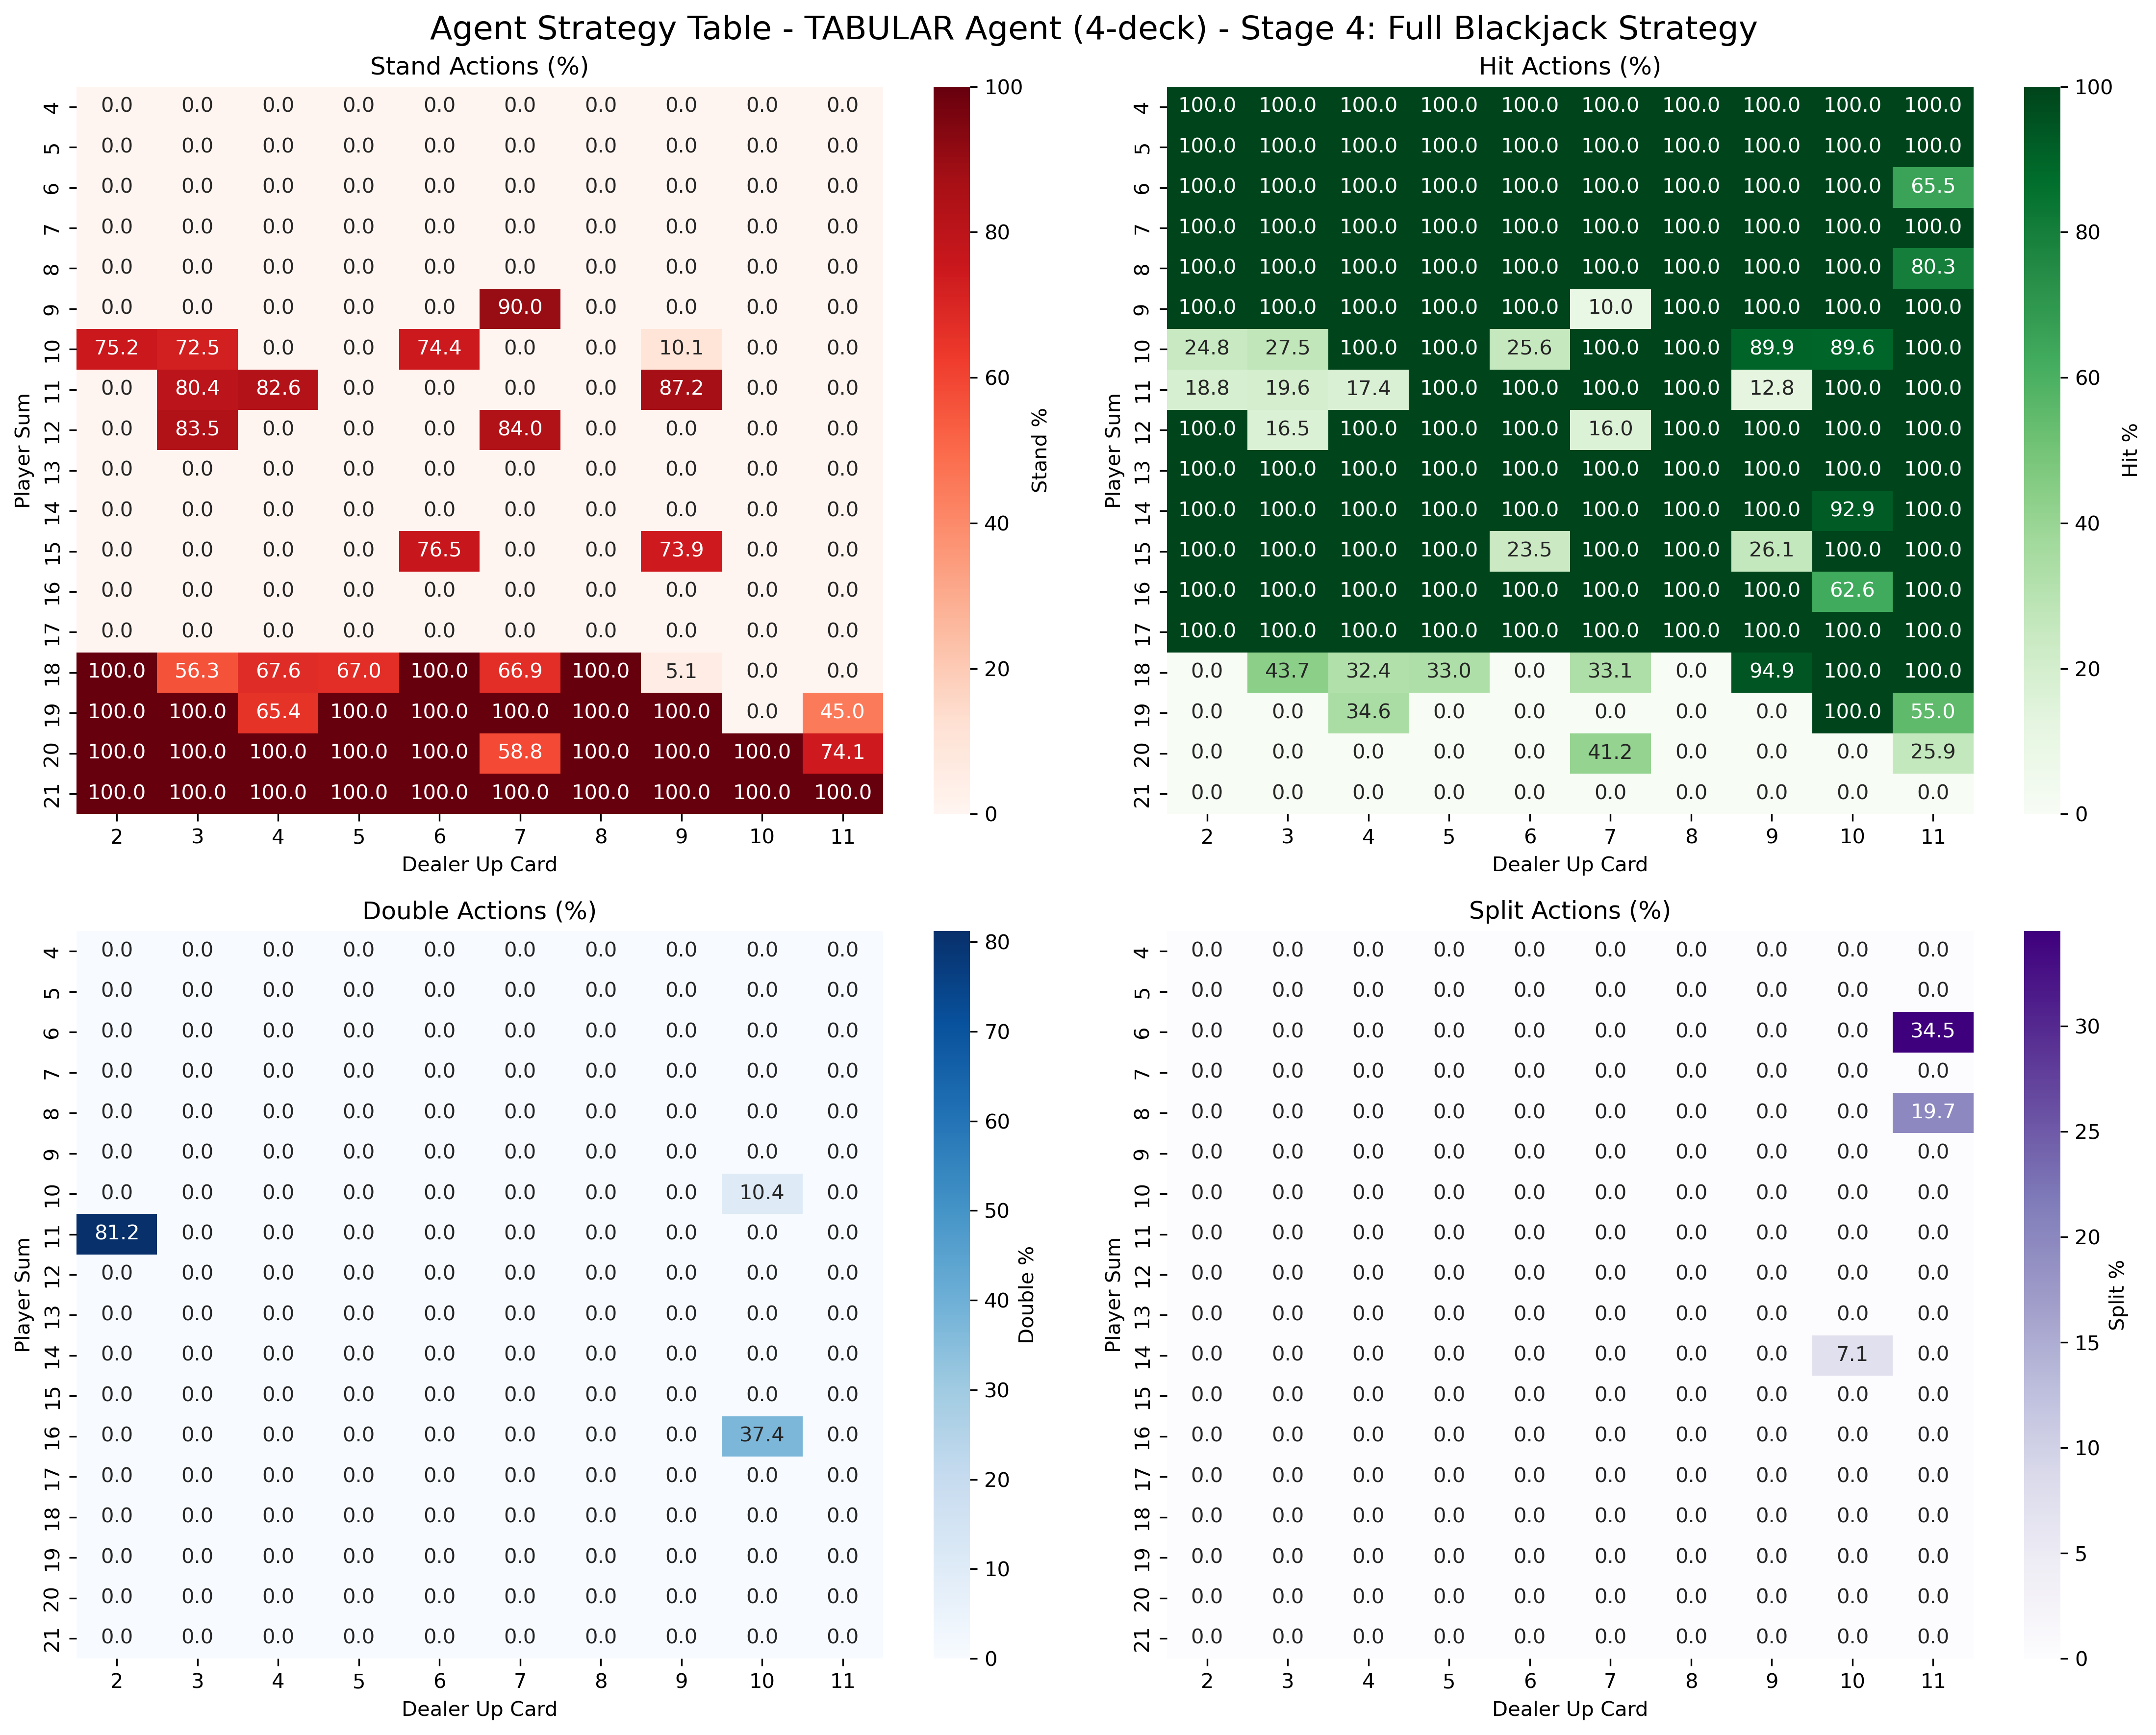 Agent Strategy Table - TABULAR Agent (4-deck) - Stage 4: Full Blackjack Strategy
Stand Actions (%)
4 0.0 0.0 0.0 0.0 0.0 0.0 0.0 0.0 0.0 0.0
5 0.0 0.0 0.0 0.0 0.0 0.0 0.0 0.0 0.0 0.0
6 0.0 0.0 0.0 0.0 0.0 0.0 0.0 0.0 0.0 0.0
7 0.0 0.0 0.0 0.0 0.0 0.0 0.0 0.0 0.0 0.0
8 0.0 0.0 0.0 0.0 0.0 0.0 0.0 0.0 0.0 0.0
9 0.0 0.0 0.0 0.0 0.0 90.0 0.0 0.0 0.0 0.0
10 75.2 72.5 0.0 0.0 74.4 0.0 0.0 10.1 0.0 0.0
11 0.0 80.4 82.6 0.0 0.0 0.0 0.0 87.2 0.0 0.0
12 0.0 83.5 0.0 0.0 0.0 84.0 0.0 0.0 0.0 0.0
13 0.0 0.0 0.0 0.0 0.0 0.0 0.0 0.0 0.0 0.0
14 0.0 0.0 0.0 0.0 0.0 0.0 0.0 0.0 0.0 0.0
15 0.0 0.0 0.0 0.0 76.5 0.0 0.0 73.9 0.0 0.0
16 0.0 0.0 0.0 0.0 0.0 0.0 0.0 0.0 0.0 0.0
17 0.0 0.0 0.0 0.0 0.0 0.0 0.0 0.0 0.0 0.0
18 100.0 56.3 67.6 67.0 100.0 66.9 100.0 5.1 0.0 0.0
19 100.0 100.0 65.4 100.0 100.0 100.0 100.0 100.0 0.0 45.0
20 100.0 100.0 100.0 100.0 100.0 58.8 100.0 100.0 100.0 74.1
21 100.0 100.0 100.0 100.0 100.0 100.0 100.0 100.0 100.0 100.0
2 3 4 5 6 7 8 9 10 11
Dealer Up Card
Player Sum
100
80
60
40
20
0
Stand %
Hit Actions (%)
4 100.0 100.0 100.0 100.0 100.0 100.0 100.0 100.0 100.0 100.0
5 100.0 100.0 100.0 100.0 100.0 100.0 100.0 100.0 100.0 100.0
6 100.0 100.0 100.0 100.0 100.0 100.0 100.0 100.0 100.0 65.5
7 100.0 100.0 100.0 100.0 100.0 100.0 100.0 100.0 100.0 100.0
8 100.0 100.0 100.0 100.0 100.0 100.0 100.0 100.0 100.0 80.3
9 100.0 100.0 100.0 100.0 100.0 10.0 100.0 100.0 100.0 100.0
10 24.8 27.5 100.0 100.0 25.6 100.0 100.0 89.9 89.6 100.0
11 18.8 19.6 17.4 100.0 100.0 100.0 100.0 12.8 100.0 100.0
12 100.0 16.5 100.0 100.0 100.0 16.0 100.0 100.0 100.0 100.0
13 100.0 100.0 100.0 100.0 100.0 100.0 100.0 100.0 100.0 100.0
14 100.0 100.0 100.0 100.0 100.0 100.0 100.0 100.0 92.9 100.0
15 100.0 100.0 100.0 100.0 23.5 100.0 100.0 26.1 100.0 100.0
16 100.0 100.0 100.0 100.0 100.0 100.0 100.0 100.0 62.6 100.0
17 100.0 100.0 100.0 100.0 100.0 100.0 100.0 100.0 100.0 100.0
18 0.0 43.7 32.4 33.0 0.0 33.1 0.0 94.9 100.0 100.0
19 0.0 0.0 34.6 0.0 0.0 0.0 0.0 0.0 100.0 55.0
20 0.0 0.0 0.0 0.0 0.0 41.2 0.0 0.0 0.0 25.9
21 0.0 0.0 0.0 0.0 0.0 0.0 0.0 0.0 0.0 0.0
2 3 4 5 6 7 8 9 10 11
Dealer Up Card
Player Sum
100
80
60
40
20
0
Hit %
Double Actions (%)
4 0.0 0.0 0.0 0.0 0.0 0.0 0.0 0.0 0.0 0.0
5 0.0 0.0 0.0 0.0 0.0 0.0 0.0 0.0 0.0 0.0
6 0.0 0.0 0.0 0.0 0.0 0.0 0.0 0.0 0.0 0.0
7 0.0 0.0 0.0 0.0 0.0 0.0 0.0 0.0 0.0 0.0
8 0.0 0.0 0.0 0.0 0.0 0.0 0.0 0.0 0.0 0.0
9 0.0 0.0 0.0 0.0 0.0 0.0 0.0 0.0 0.0 0.0
10 0.0 0.0 0.0 0.0 0.0 0.0 0.0 0.0 10.4 0.0
11 81.2 0.0 0.0 0.0 0.0 0.0 0.0 0.0 0.0 0.0
12 0.0 0.0 0.0 0.0 0.0 0.0 0.0 0.0 0.0 0.0
13 0.0 0.0 0.0 0.0 0.0 0.0 0.0 0.0 0.0 0.0
14 0.0 0.0 0.0 0.0 0.0 0.0 0.0 0.0 0.0 0.0
15 0.0 0.0 0.0 0.0 0.0 0.0 0.0 0.0 0.0 0.0
16 0.0 0.0 0.0 0.0 0.0 0.0 0.0 0.0 37.4 0.0
17 0.0 0.0 0.0 0.0 0.0 0.0 0.0 0.0 0.0 0.0
18 0.0 0.0 0.0 0.0 0.0 0.0 0.0 0.0 0.0 0.0
19 0.0 0.0 0.0 0.0 0.0 0.0 0.0 0.0 0.0 0.0
20 0.0 0.0 0.0 0.0 0.0 0.0 0.0 0.0 0.0 0.0
21 0.0 0.0 0.0 0.0 0.0 0.0 0.0 0.0 0.0 0.0
2 3 4 5 6 7 8 9 10 11
Dealer Up Card
Player Sum
80
70
60
50
40
30
20
10
0
Double %
Split Actions (%)
4 0.0 0.0 0.0 0.0 0.0 0.0 0.0 0.0 0.0 0.0
5 0.0 0.0 0.0 0.0 0.0 0.0 0.0 0.0 0.0 0.0
6 0.0 0.0 0.0 0.0 0.0 0.0 0.0 0.0 0.0 34.5
7 0.0 0.0 0.0 0.0 0.0 0.0 0.0 0.0 0.0 0.0
8 0.0 0.0 0.0 0.0 0.0 0.0 0.0 0.0 0.0 19.7
9 0.0 0.0 0.0 0.0 0.0 0.0 0.0 0.0 0.0 0.0
10 0.0 0.0 0.0 0.0 0.0 0.0 0.0 0.0 0.0 0.0
11 0.0 0.0 0.0 0.0 0.0 0.0 0.0 0.0 0.0 0.0
12 0.0 0.0 0.0 0.0 0.0 0.0 0.0 0.0 0.0 0.0
13 0.0 0.0 0.0 0.0 0.0 0.0 0.0 0.0 0.0 0.0
14 0.0 0.0 0.0 0.0 0.0 0.0 0.0 0.0 7.1 0.0
15 0.0 0.0 0.0 0.0 0.0 0.0 0.0 0.0 0.0 0.0
16 0.0 0.0 0.0 0.0 0.0 0.0 0.0 0.0 0.0 0.0
17 0.0 0.0 0.0 0.0 0.0 0.0 0.0 0.0 0.0 0.0
18 0.0 0.0 0.0 0.0 0.0 0.0 0.0 0.0 0.0 0.0
19 0.0 0.0 0.0 0.0 0.0 0.0 0.0 0.0 0.0 0.0
20 0.0 0.0 0.0 0.0 0.0 0.0 0.0 0.0 0.0 0.0
21 0.0 0.0 0.0 0.0 0.0 0.0 0.0 0.0 0.0 0.0
2 3 4 5 6 7 8 9 10 11
Dealer Up Card
Player Sum
30
25
20
15
10
5
0
Split %